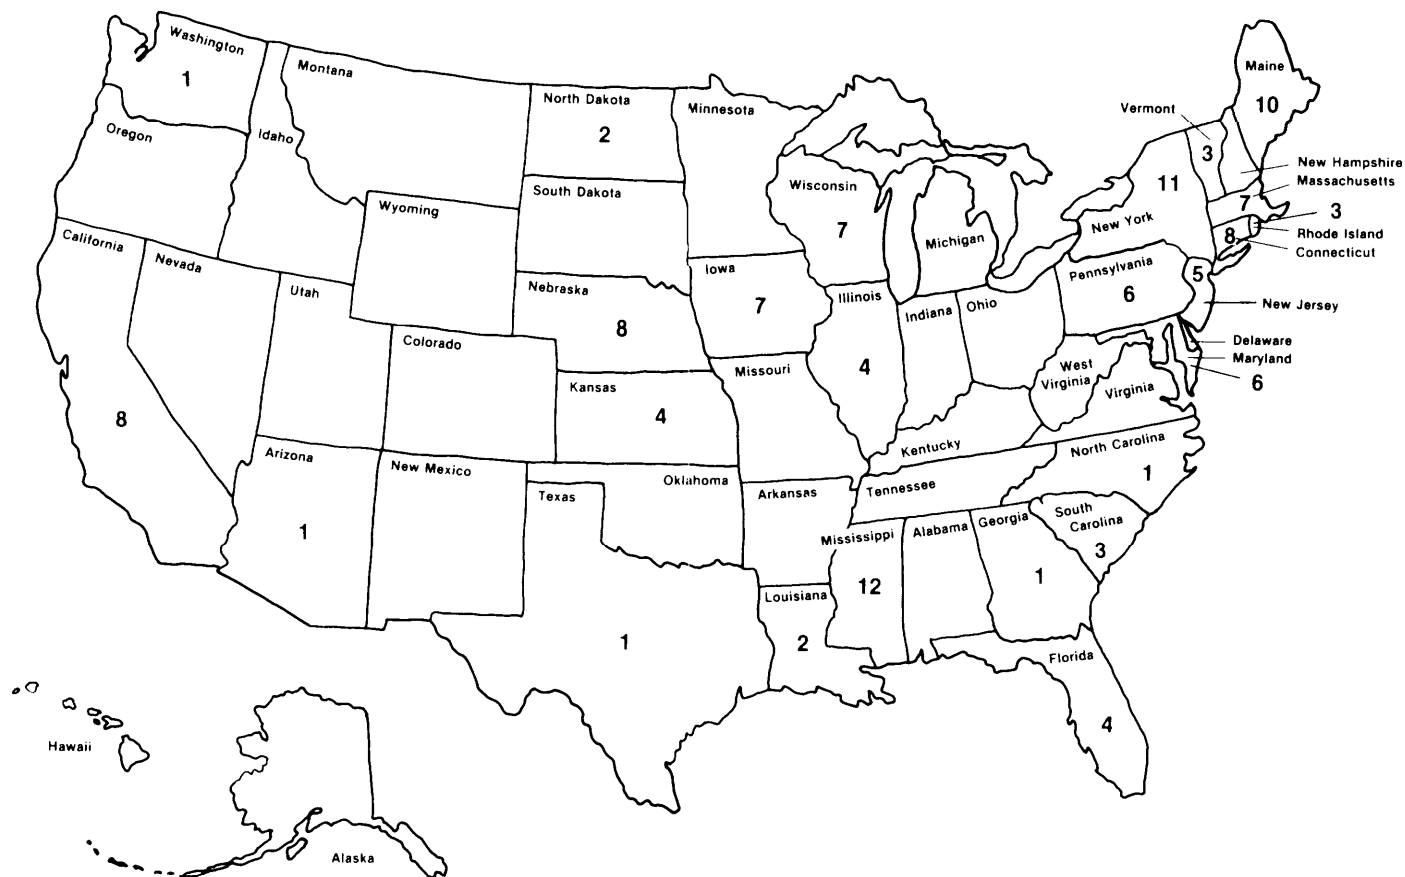 Washington
1
Montana
North Dakota
2
Minnesota
Maine
10
Vermont
3
Oregon
Idaho
South Dakota
Wisconsin
7
Michigan
New York
11
New Hampshire
Massachusetts
7
3
Rhode Island
8
Connecticut
Wyoming
California
8
Nevada
Utah
Nebraska
8
Iowa
7
Illinois
4
Indiana
Ohio
Pennsylvania
6
5
New Jersey
Delaware
Maryland
6
Colorado
Kansas
4
Missouri
West
Virginia
Virginia
Kentucky
Arizona
1
New Mexico
Texas
1
Oklahoma
Arkansas
Tennessee
North Carolina
1
South
Carolina
3
Mississippi
12
Alabama
Georgia
1
Louisiana
2
Florida
4
Hawaii
Alaska